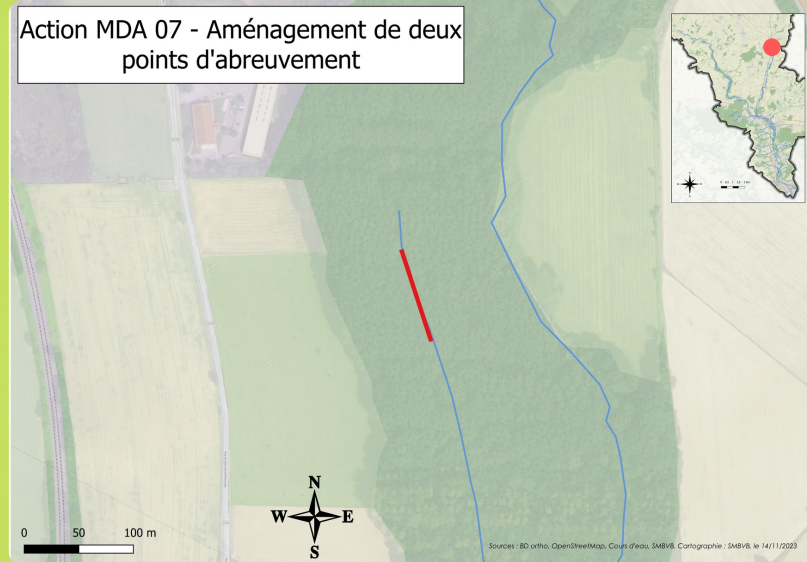 Action MDA 07 - Aménagement de deux
points d'abreuvement
N
W E
S
0 50 100 m
Sources : BD ortho, OpenStreetMap, Cours d'eau, SMBVB, Cartographie : SMBVB, le 14/11/2023